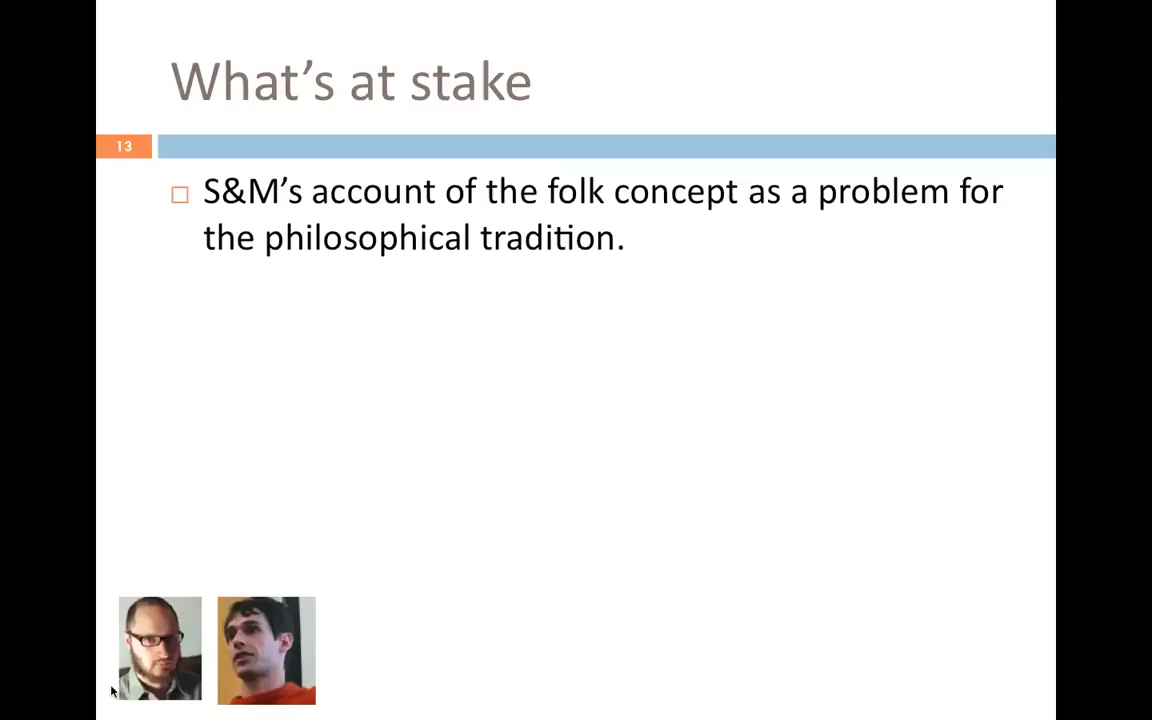 What's at stake
13
S&M's account of the folk concept as a problem for
the philosophical tradition.